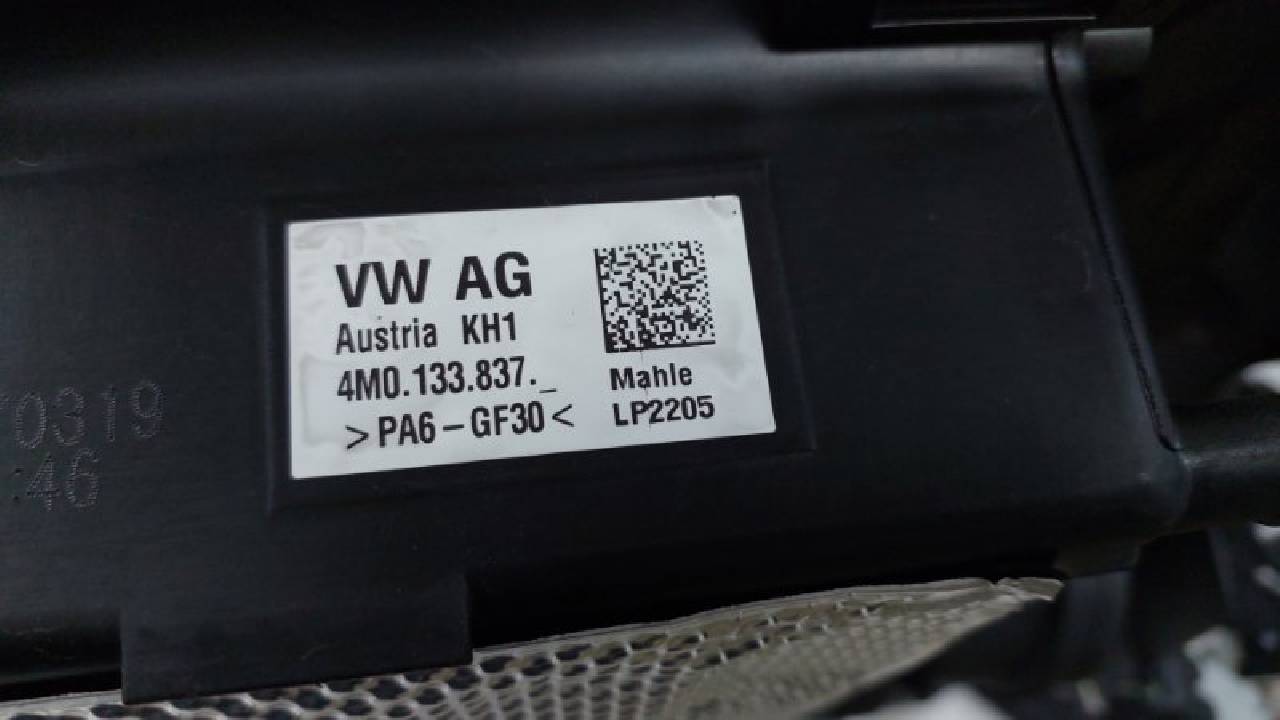 VW AG
Austria KH1
4M0.133.837._
>PA6-GF30<
Mahle
LP2205
0319
:46